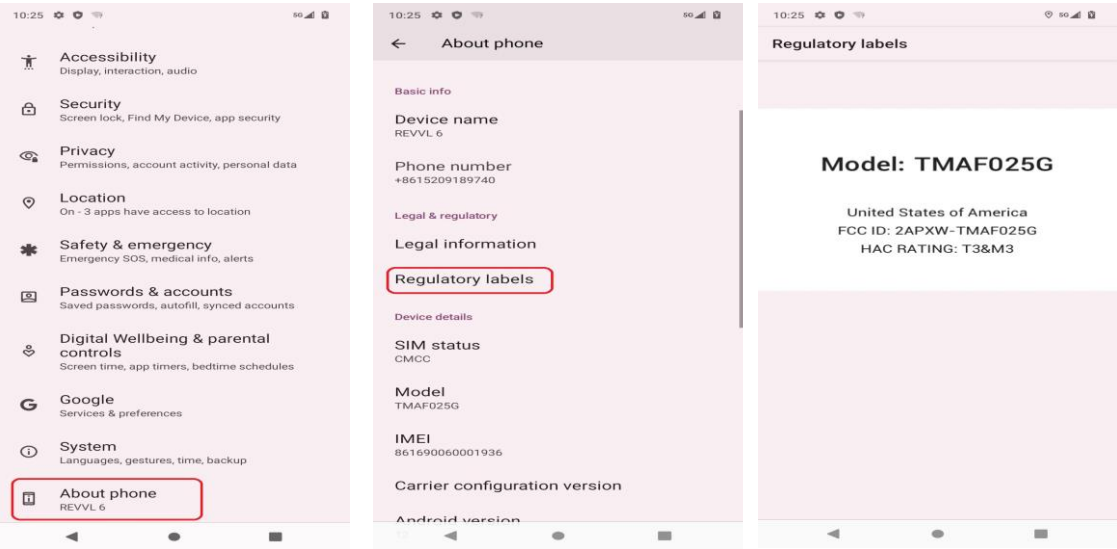 10:25
5G
Accessibility
Display, interaction, audio
Security
Screen lock, Find My Device, app security
Privacy
Permissions, account activity, personal data
Location
On - 3 apps have access to location
Safety & emergency
Emergency SOS, medical info, alerts
Passwords & accounts
Saved passwords, autofill, synced accounts
Digital Wellbeing & parental
controls
Screen time, app timers, bedtime schedules
Google
Services & preferences
System
Languages, gestures, time, backup
About phone
REVVL 6
10:25
5G
About phone
Basic info
Device name
REVVL 6
Phone number
+8615209189740
Legal & regulatory
Legal information
Regulatory labels
Device details
SIM status
CMCC
Model
TMAF025G
IMEI
861690060001936
Carrier configuration version
Android version
10:25
5G
Regulatory labels
Model: TMAF025G
United States of America
FCC ID: 2APXW-TMAF025G
HAC RATING: T3&M3